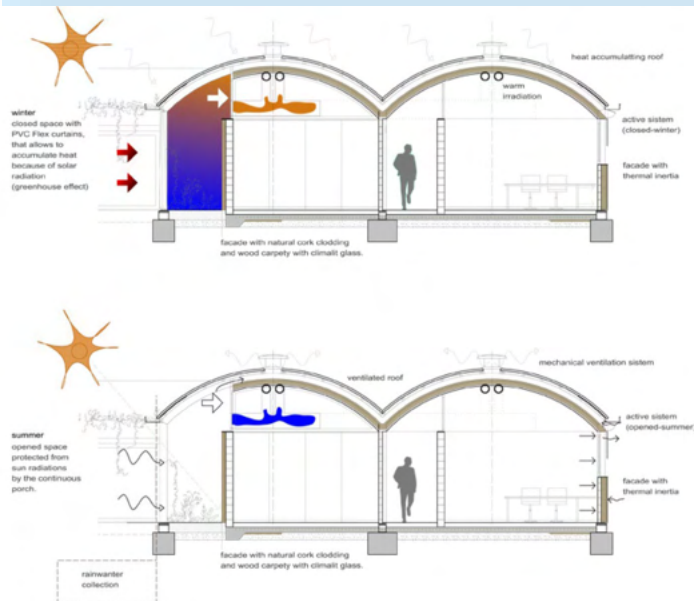 heat accumulatting roof
warm
irradiation
winter
closed space with
PVC Flex curtains,
that allows to
accumulate heat
because of solar
radiation
(greenhouse effect)
active sistem
(closed-winter)
facade with
thermal inertia
facade with natural cork clodding
and wood carpety with climalit glass.
mechanical ventilation sistem
ventilated roof
summer
opened space
protected from
sun radiations
by the continuous
porch.
active sistem
(opened-summer)
facade with
thermal inertia
facade with natural cork clodding
and wood carpety with climalit glass.
rainwanter
collection